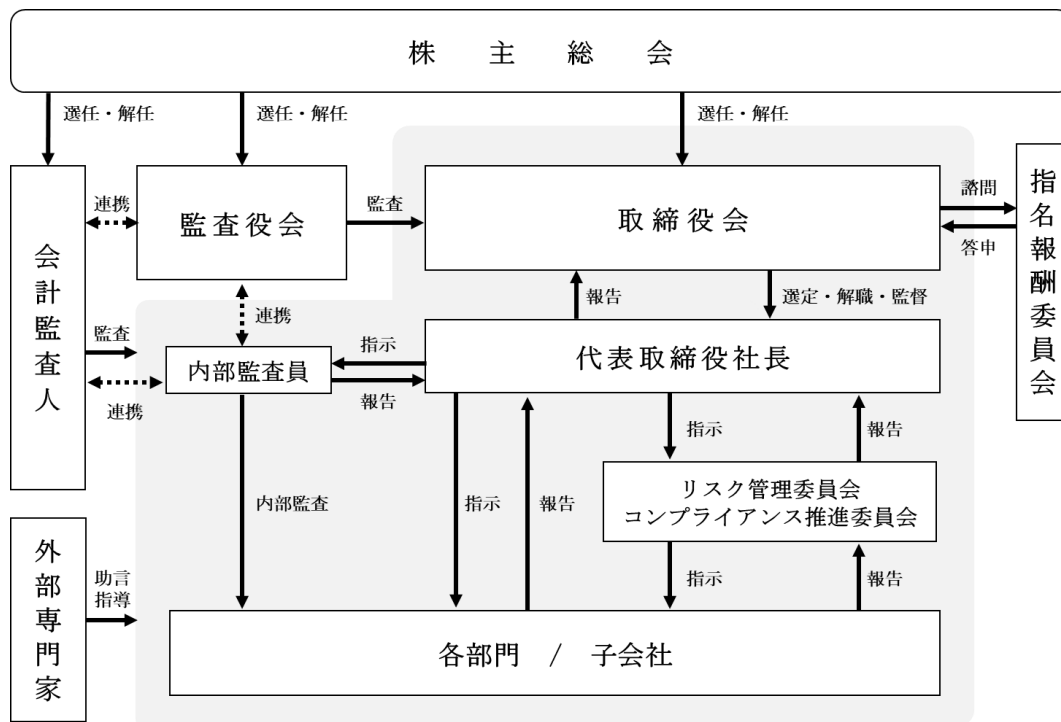 株主総会
選任・解任
選任・解任
選任・解任
会計監査人
連携
監査役会
監査
取締役会
諮問
答申
指名報酬委員会
連携
報告
選定・解職・監督
監査
連携
内部監査員
指示
報告
代表取締役社長
指示
報告
リスク管理委員会
コンプライアンス推進委員会
内部監査
指示
報告
指示
報告
外部専門家
助言
指導
各部門 / 子会社